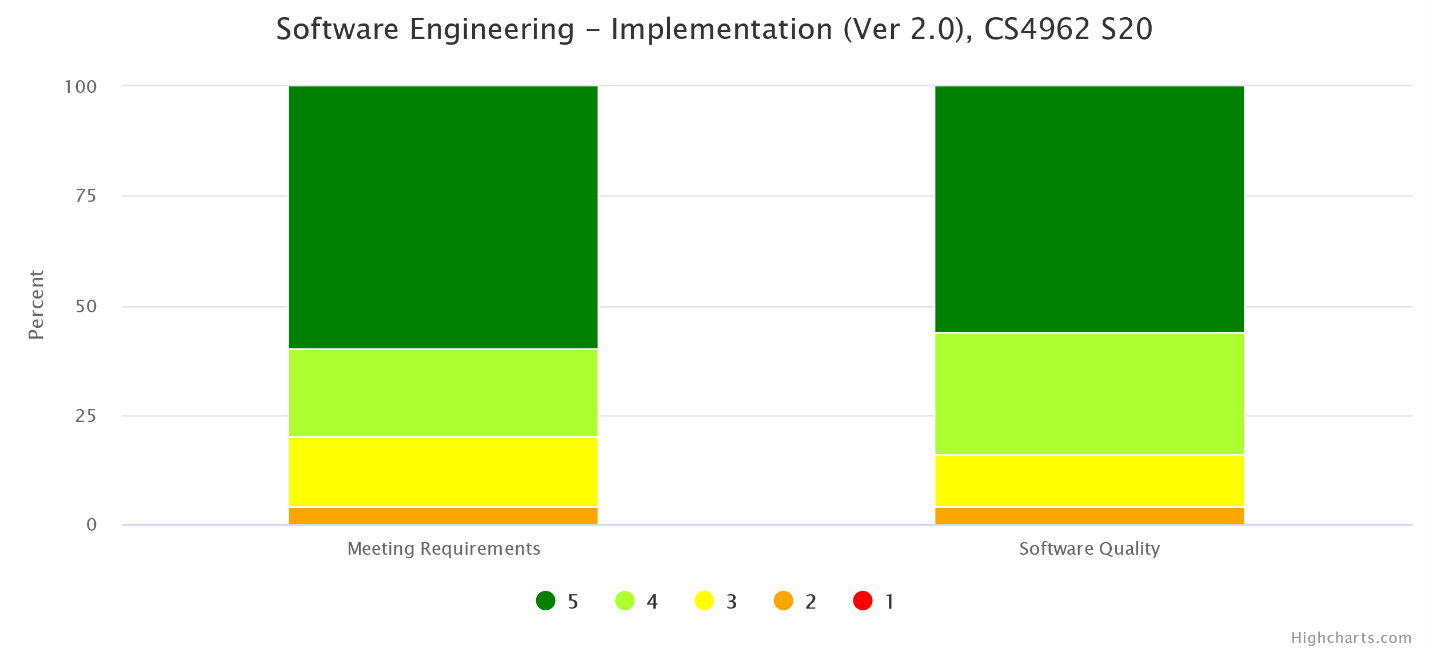 Software Engineering – Implementation (Ver 2.0), CS4962 S20
100
75
50
25
0
Percent
Meeting Requirements
Software Quality
5 4 3 2 1
Highcharts.com